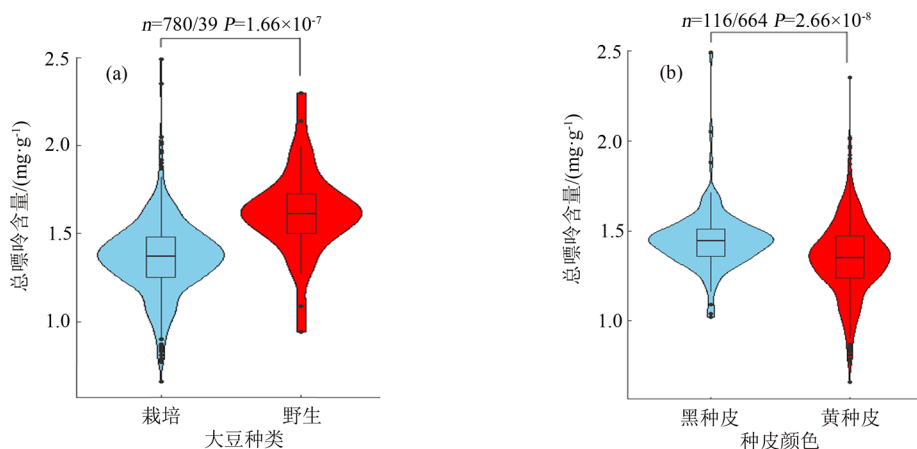 n=780/39 P=1.66×10⁻⁷
(a)
总嘌呤含量/(mg·g⁻¹)
2.5
2.0
1.5
1.0
栽培 野生
大豆种类
n=116/664 P=2.66×10⁻⁸
(b)
总嘌呤含量/(mg·g⁻¹)
2.5
2.0
1.5
1.0
黑种皮 黄种皮
种皮颜色